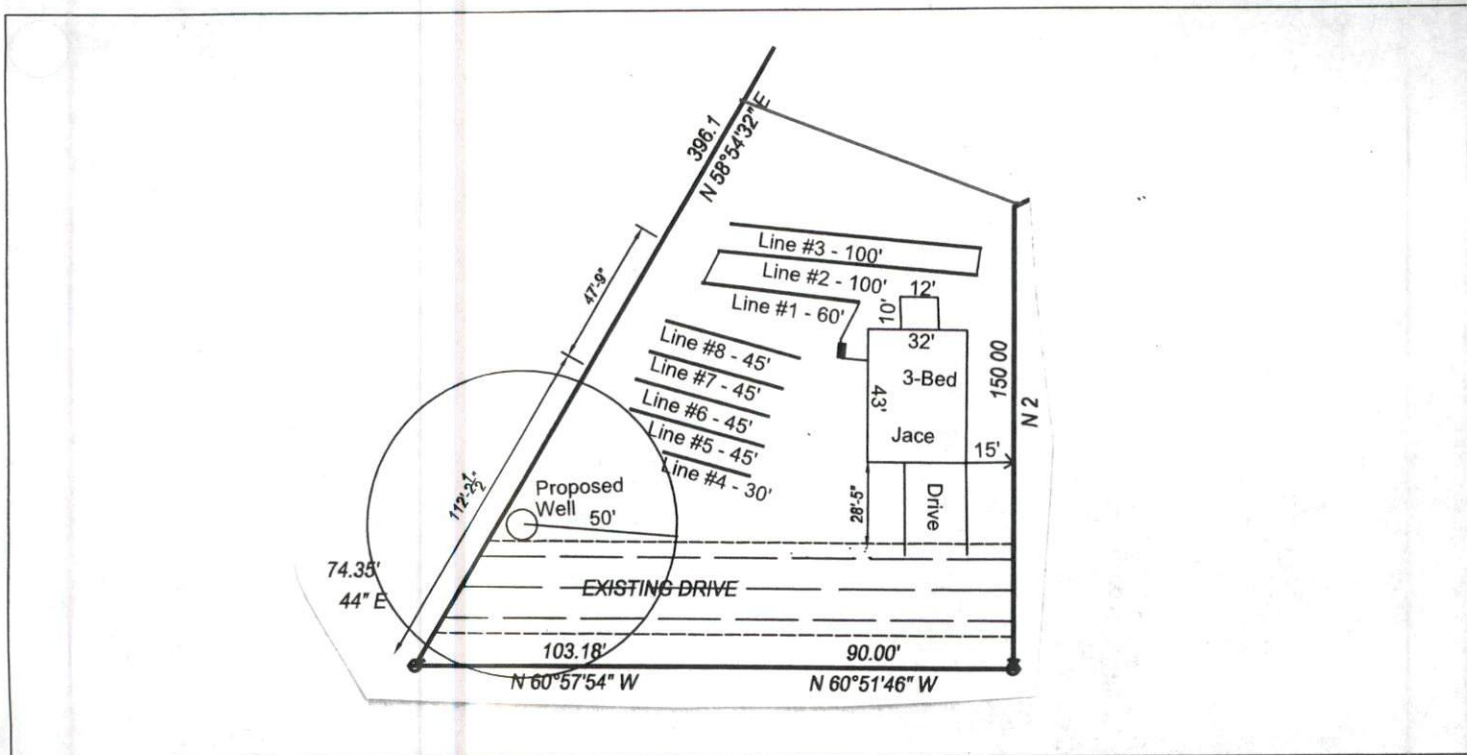 396.1
N 58°54'32" E
47'-9"
Line #3 - 100'
Line #2 - 100'
12'
Line #1 - 60'
10'
32'
3-Bed
43'
Jace
15'
150 00
N 2
Line #8 - 45'
Line #7 - 45'
Line #6 - 45'
Line #5 - 45'
Line #4 - 30'
28'-5"
Drive
112'-2½"
Proposed
Well
50'
74.35'
44" E
EXISTING DRIVE
103.18'
90.00'
N 60°57'54" W
N 60°51'46" W